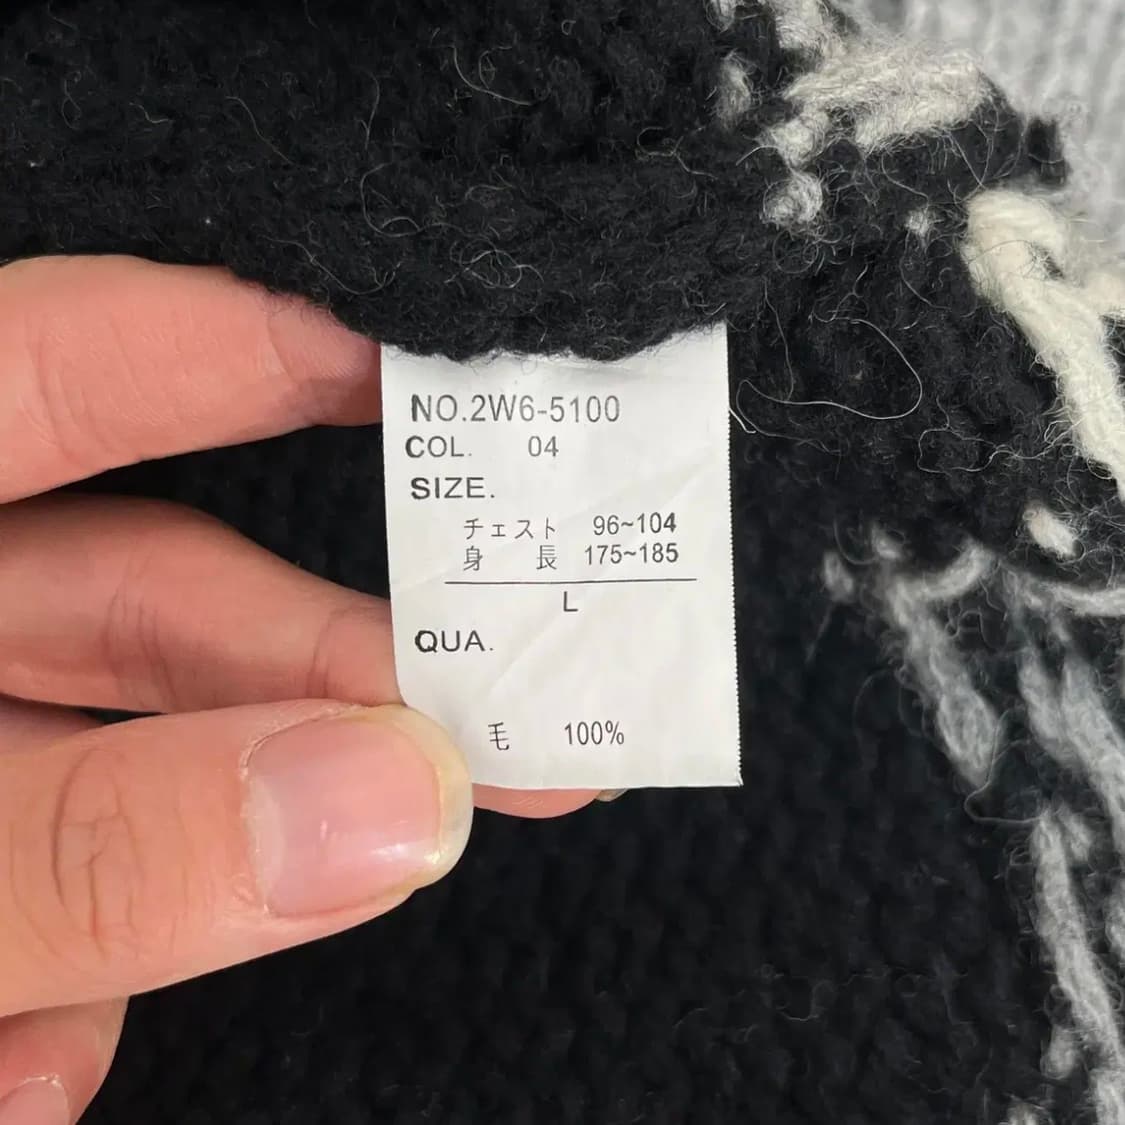 NO.2W6-5100
COL. 04
SIZE.
チェスト 96~104
身 長 175~185
L
QUA.
毛 100%